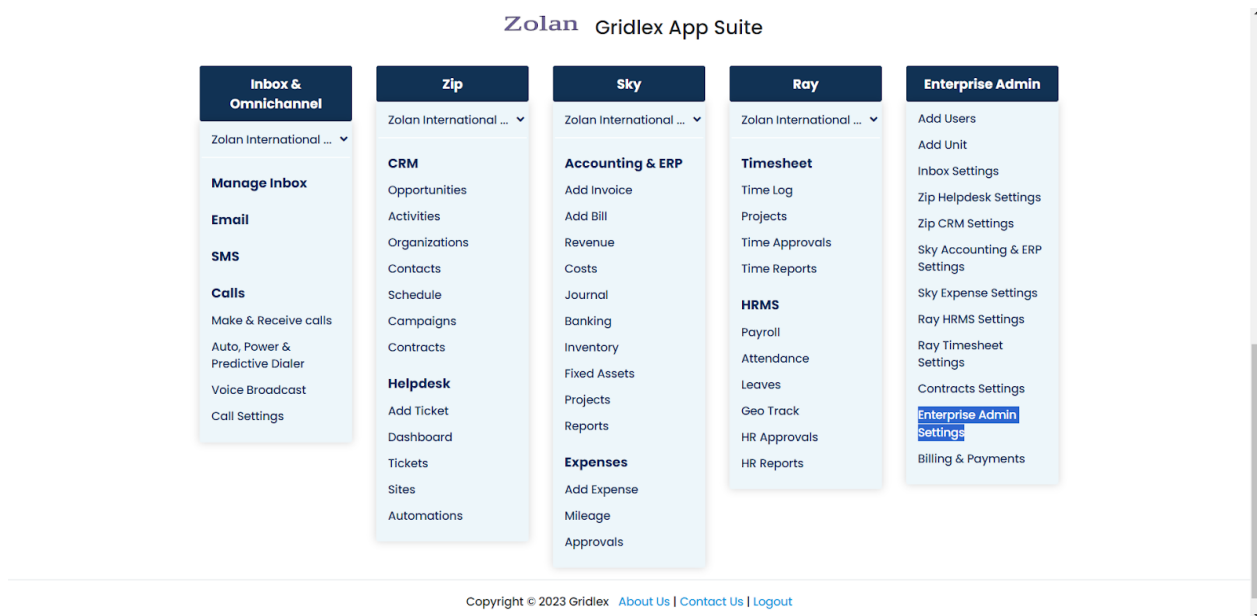 Zolan Gridlex App Suite
Inbox &
Omnichannel
Zolan International ...
Manage Inbox
Email
SMS
Calls
Make & Receive calls
Auto, Power &
Predictive Dialer
Voice Broadcast
Call Settings
Zip
Zolan International ...
CRM
Opportunities
Activities
Organizations
Contacts
Schedule
Campaigns
Contracts
Helpdesk
Add Ticket
Dashboard
Tickets
Sites
Automations
Sky
Zolan International ...
Accounting & ERP
Add Invoice
Add Bill
Revenue
Costs
Journal
Banking
Inventory
Fixed Assets
Projects
Reports
Expenses
Add Expense
Mileage
Approvals
Ray
Zolan International ...
Timesheet
Time Log
Projects
Time Approvals
Time Reports
HRMS
Payroll
Attendance
Leaves
Geo Track
HR Approvals
HR Reports
Enterprise Admin
Add Users
Add Unit
Inbox Settings
Zip Helpdesk Settings
Zip CRM Settings
Sky Accounting & ERP
Settings
Sky Expense Settings
Ray HRMS Settings
Ray Timesheet
Settings
Contracts Settings
Enterprise Admin
Settings
Billing & Payments
Copyright © 2023 Gridlex About Us | Contact Us | Logout